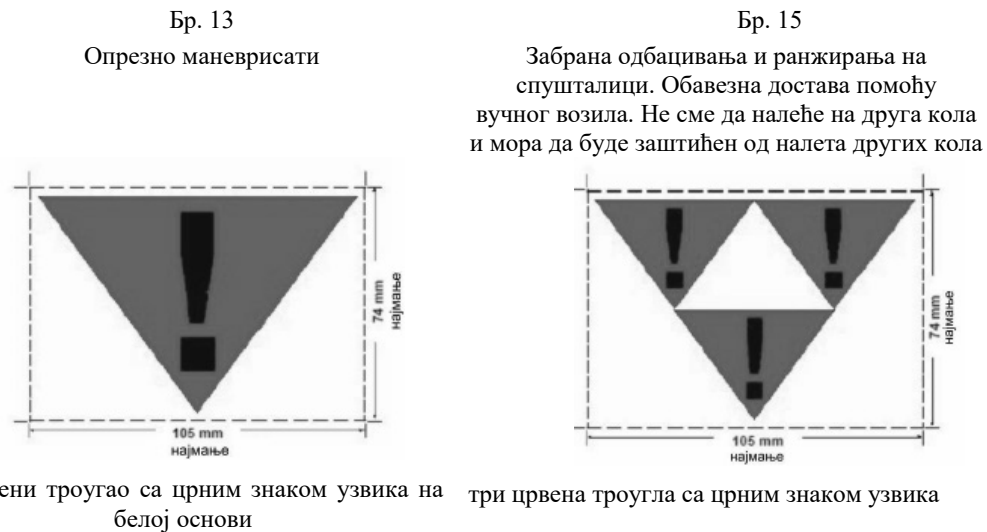 Бр. 13
Опрезно маневрисати
74 mm
најмање
105 mm
најмање
троугао са црним знаком узвика на
белој основи
Бр. 15
Забрана одбацивања и ранжирања на
спушталици. Обавезна достава помоћу
вучног возила. Не сме да налеће на друга кола
и мора да буде заштићен од налета других кола
74 mm
најмање
105 mm
најмање
три црвена троугла са црним знаком узвика